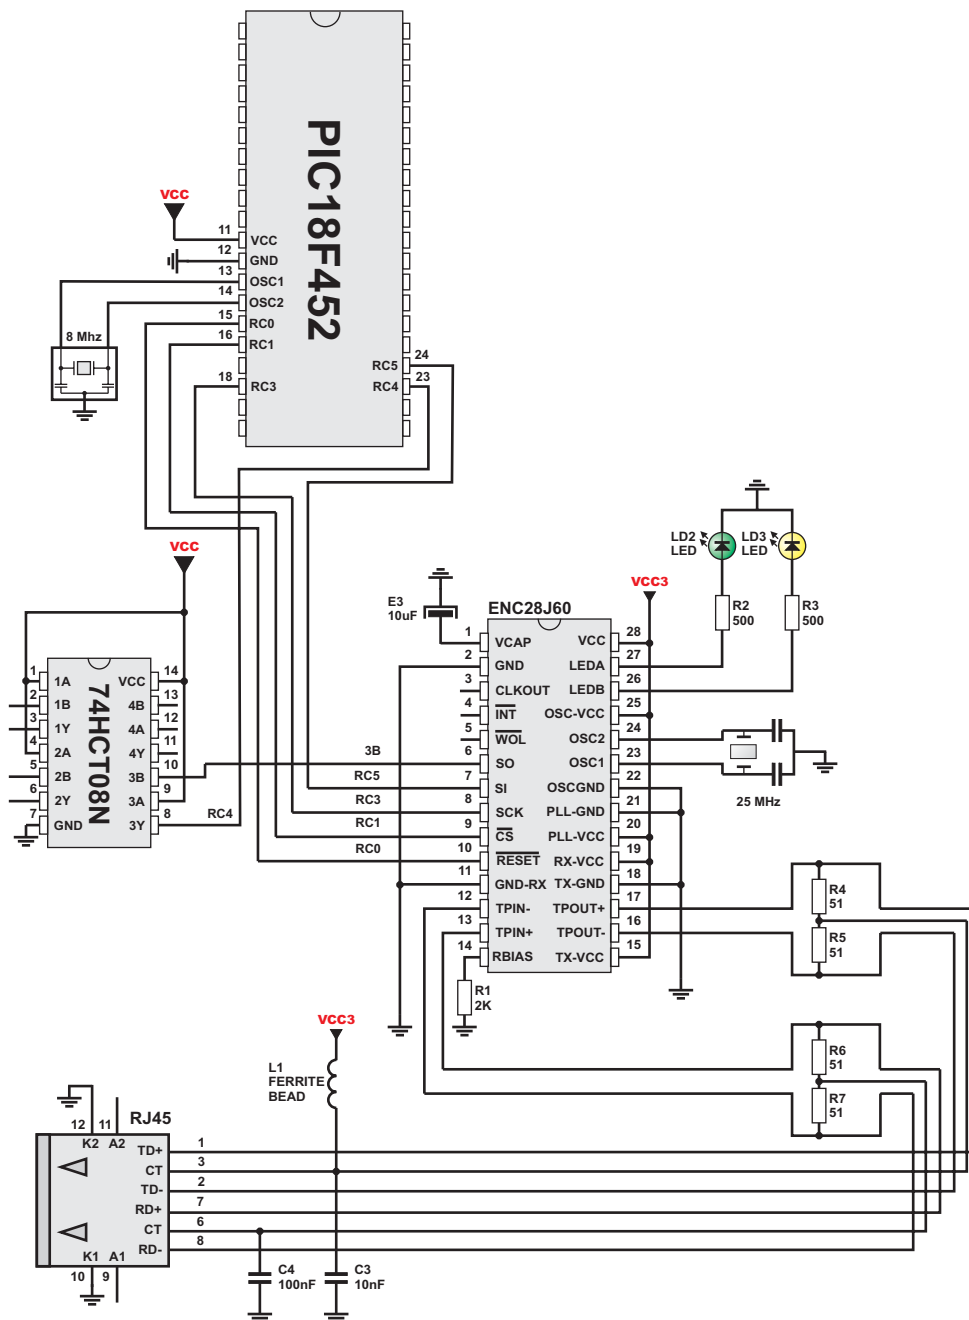 PIC18F452
VCC
11 VCC
12 GND
13 OSC1
14 OSC2
15 RC0
16 RC1
18 RC3
RC5 24
RC4 23
8 Mhz
VCC
74HCT08N
1 1A
2 1B
3 1Y
4 2A
5 2B
6 2Y
7 GND
VCC 14
4B 13
4A 12
4Y 11
3B 10
3A 9
3Y 8
3B
RC5
RC3
RC4
RC1
RC0
E3
10uF
ENC28J60
1 VCAP
2 GND
3 CLKOUT
4 INT
5 WOL
6 SO
7 SI
8 SCK
9 CS
10 RESET
11 GND-RX
12 TPIN-
13 TPIN+
14 RBIAS
VCC 28
LEDA 27
LEDB 26
OSC-VCC 25
OSC2 24
OSC1 23
OSCGND 22
PLL-GND 21
PLL-VCC 20
RX-VCC 19
TX-GND 18
TPOUT+ 17
TPOUT- 16
TX-VCC 15
VCC3
LD2
LED
LD3
LED
R2
500
R3
500
25 MHz
R4
51
R5
51
R6
51
R7
51
R1
2K
VCC3
L1
FERRITE
BEAD
RJ45
12 11
K2 A2
TD+ 1
CT 3
TD- 2
RD+ 7
CT 6
RD- 8
K1 A1
10 9
C4
100nF
C3
10nF